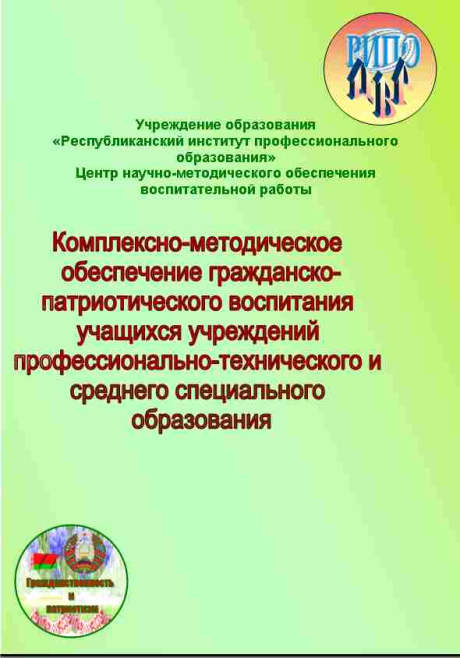 РИПО
Учреждение образования
«Республиканский институт профессионального
образования»
Центр научно-методического обеспечения
воспитательной работы
Комплексно-методическое
обеспечение гражданско-
патриотического воспитания
учащихся учреждений
профессионально-технического и
среднего специального
образования
Гражданственность
и
патриотизм